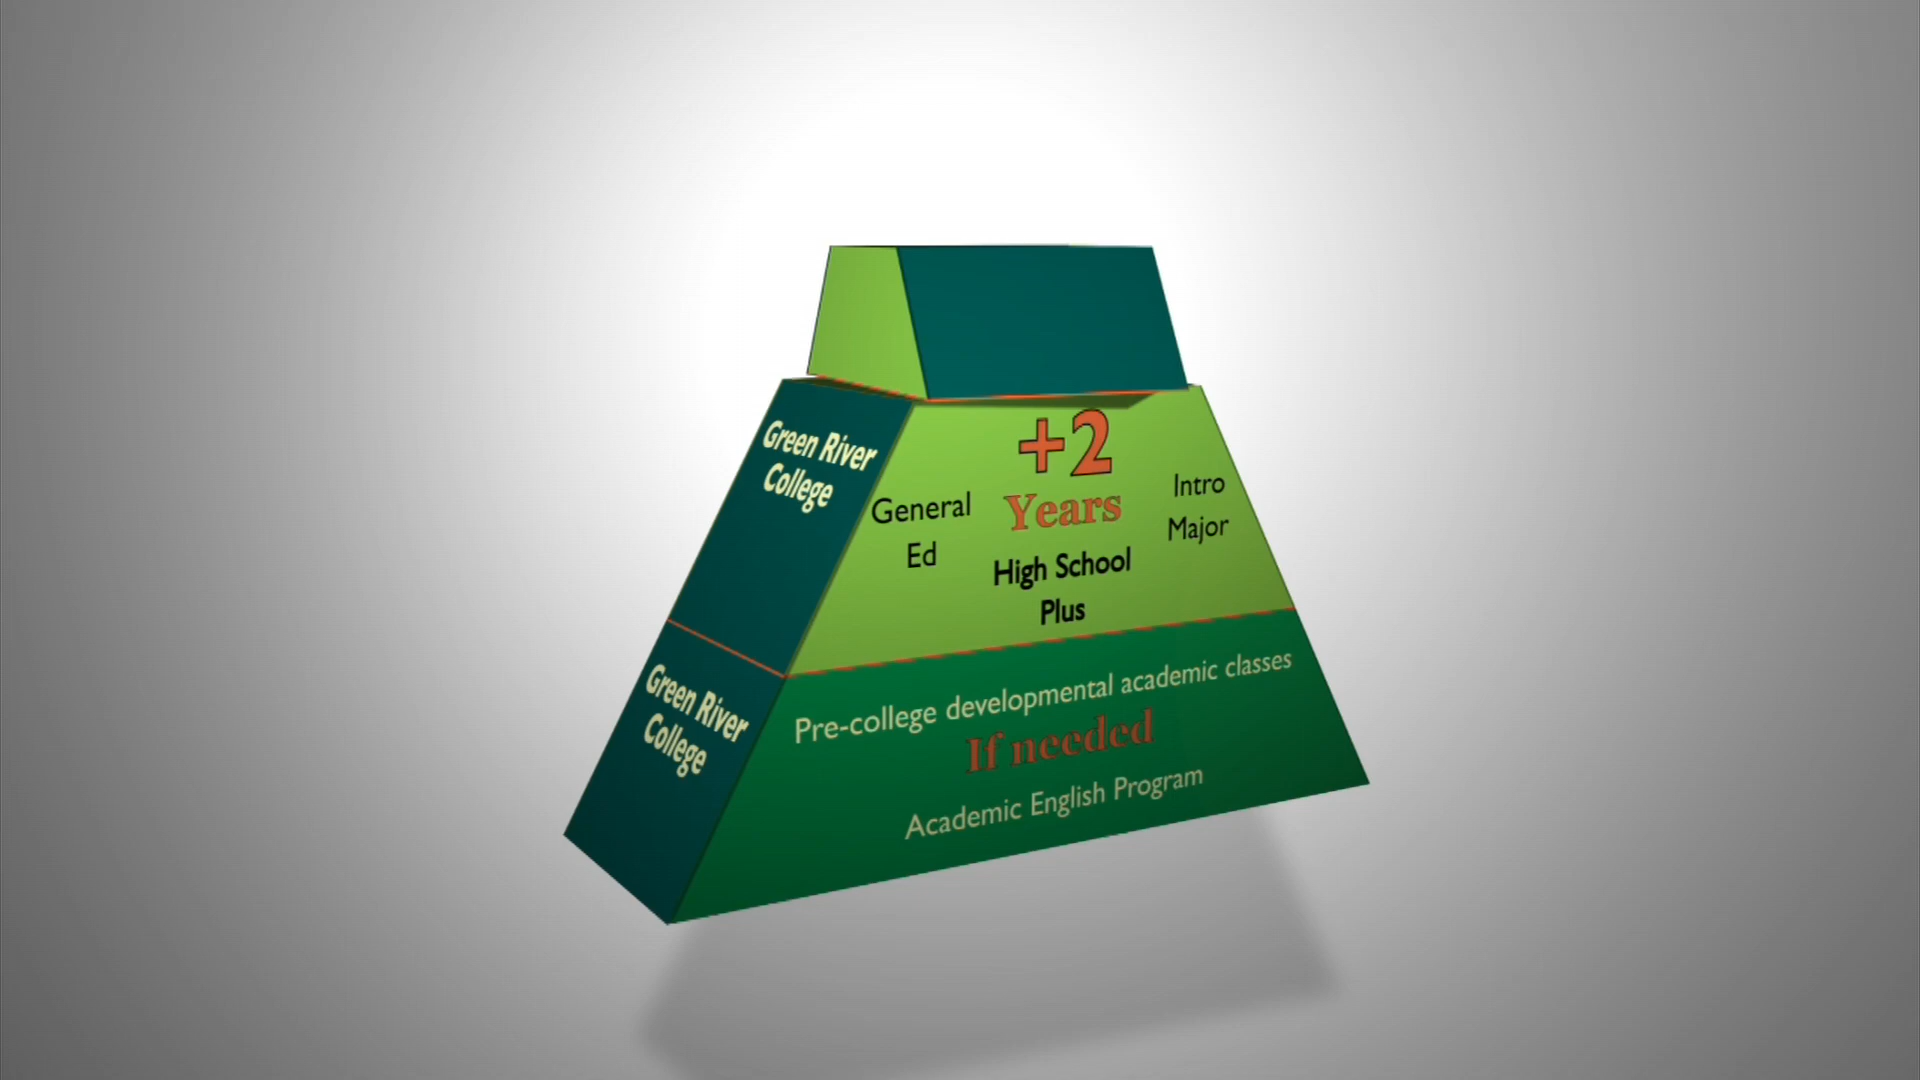 Green River
College
+2
Years
General
Ed
High School
Plus
Intro
Major
Green River
College
Pre-college developmental academic classes
If needed
Academic English Program